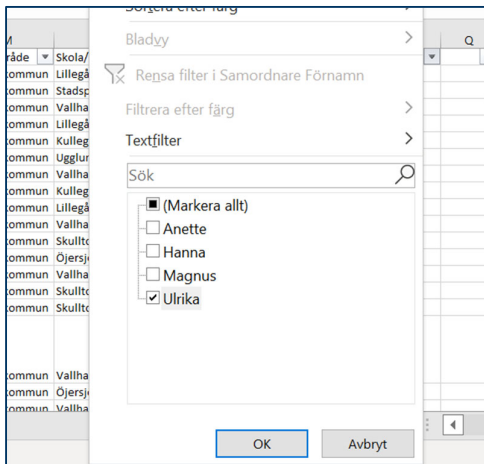 Sortera efter färg
M
Q
Bladvy
råde
Skola/
kommun Lillegå
Rensa filter i Samordnare Förnamn
kommun Stadsp
kommun Vallha
Filtrera efter färg
kommun Lillegå
kommun Kulleg
Textfilter
kommun Ugglur
kommun Vallha
Sök
kommun Kulleg
kommun Lillegå
(Markera allt)
kommun Vallha
Anette
kommun Skullto
Hanna
kommun Öjersjö
kommun Vallha
Magnus
kommun Skullto
Ulrika
kommun Skullto
kommun Vallha
kommun Öjersj
kommun Vallha
OK
Avbryt